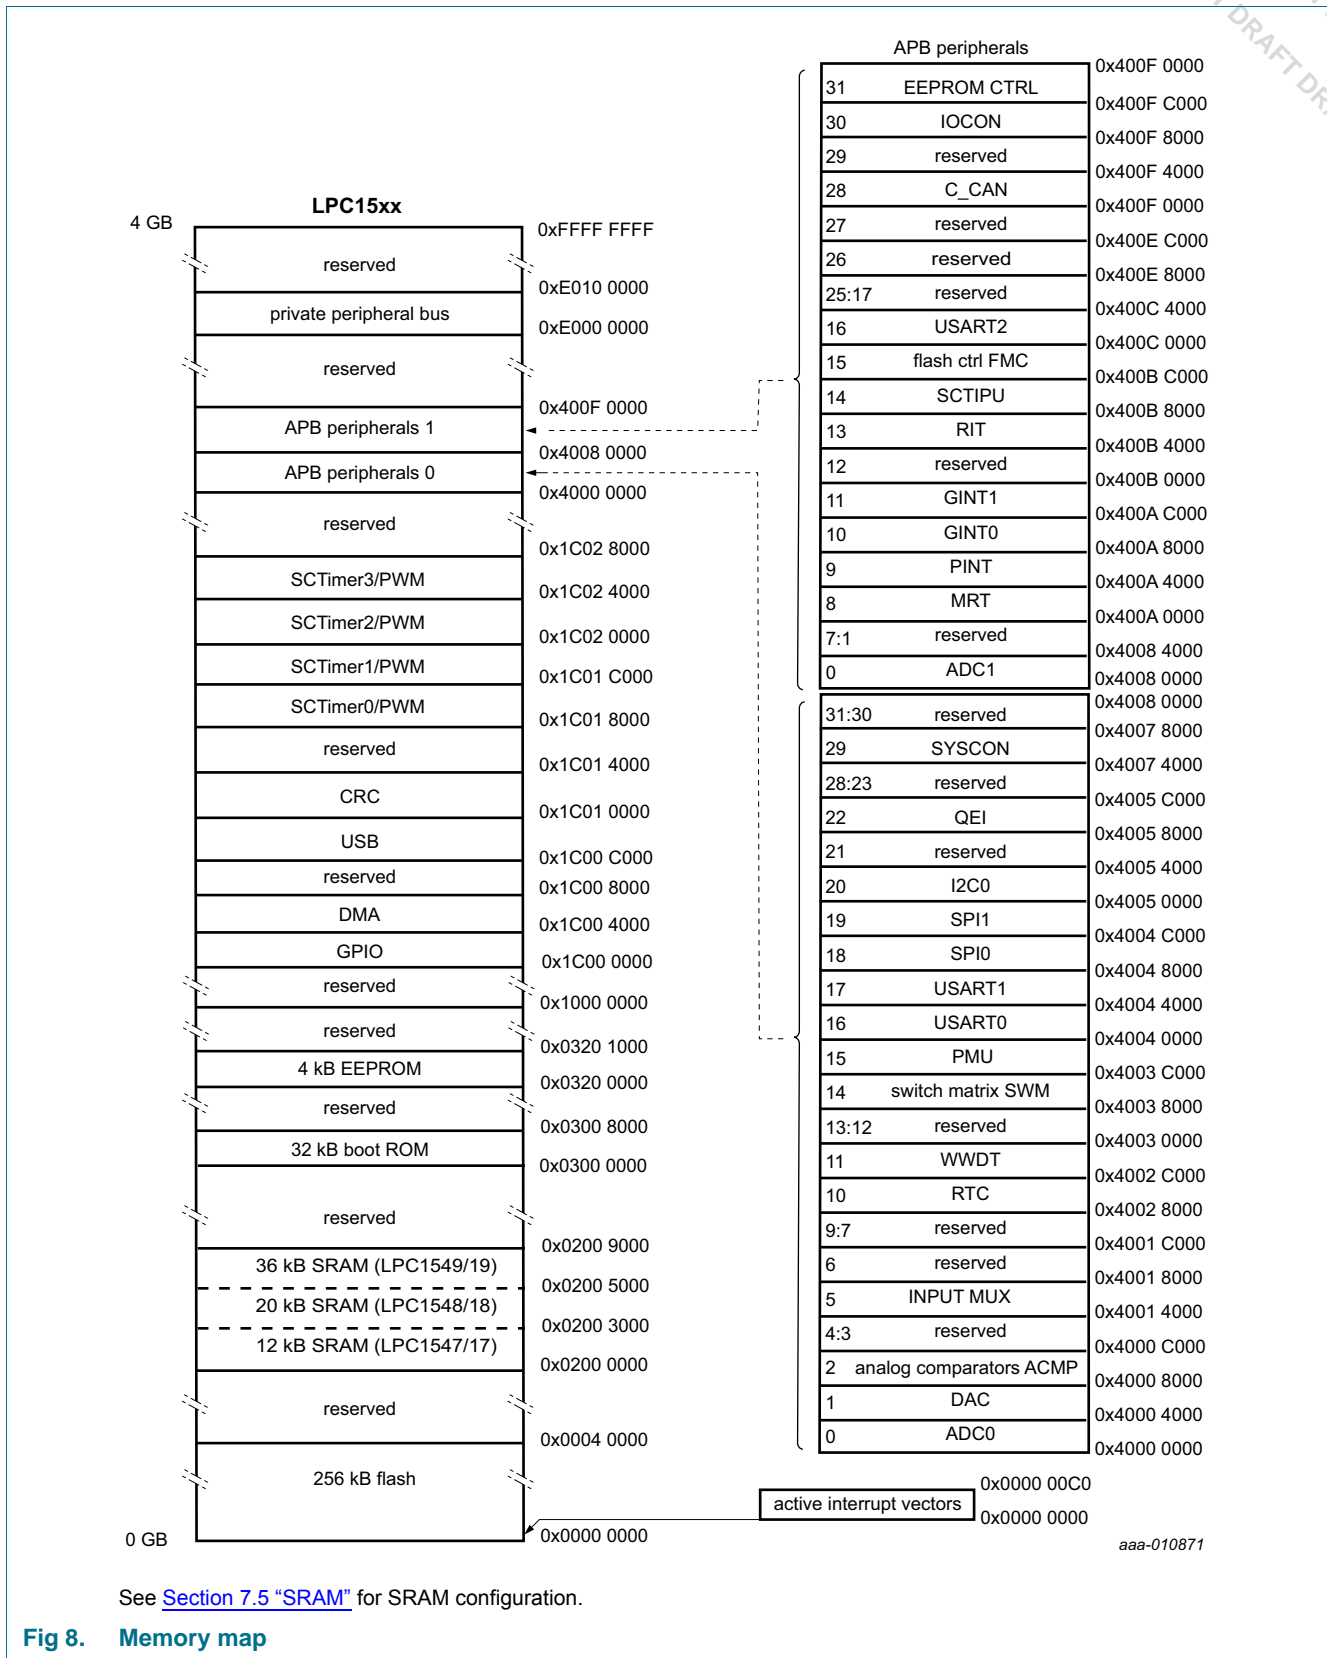 DRAFT DRA
LPC15xx
4 GB
0xFFFF FFFF
reserved
0xE010 0000
private peripheral bus
0xE000 0000
reserved
0x400F 0000
APB peripherals 1
0x4008 0000
APB peripherals 0
0x4000 0000
reserved
0x1C02 8000
SCTimer3/PWM
0x1C02 4000
SCTimer2/PWM
0x1C02 0000
SCTimer1/PWM
0x1C01 C000
SCTimer0/PWM
0x1C01 8000
reserved
0x1C01 4000
CRC
0x1C01 0000
USB
0x1C00 C000
reserved
0x1C00 8000
DMA
0x1C00 4000
GPIO
0x1C00 0000
reserved
0x1000 0000
reserved
0x0320 1000
4 kB EEPROM
0x0320 0000
reserved
0x0300 8000
32 kB boot ROM
0x0300 0000
reserved
0x0200 9000
36 kB SRAM (LPC1549/19)
0x0200 5000
20 kB SRAM (LPC1548/18)
0x0200 3000
12 kB SRAM (LPC1547/17)
0x0200 0000
reserved
0x0004 0000
256 kB flash
0 GB
0x0000 0000
APB peripherals
0x400F 0000
31 EEPROM CTRL
0x400F C000
30 IOCON
0x400F 8000
29 reserved
0x400F 4000
28 C_CAN
0x400F 0000
27 reserved
0x400E C000
26 reserved
0x400E 8000
25:17 reserved
0x400C 4000
16 USART2
0x400C 0000
15 flash ctrl FMC
0x400B C000
14 SCTIPU
0x400B 8000
13 RIT
0x400B 4000
12 reserved
0x400B 0000
11 GINT1
0x400A C000
10 GINT0
0x400A 8000
9 PINT
0x400A 4000
8 MRT
0x400A 0000
7:1 reserved
0x4008 4000
0 ADC1
0x4008 0000
0x4008 0000
31:30 reserved
0x4007 8000
29 SYSCON
0x4007 4000
28:23 reserved
0x4005 C000
22 QEI
0x4005 8000
21 reserved
0x4005 4000
20 I2C0
0x4005 0000
19 SPI1
0x4004 C000
18 SPI0
0x4004 8000
17 USART1
0x4004 4000
16 USART0
0x4004 0000
15 PMU
0x4003 C000
14 switch matrix SWM
0x4003 8000
13:12 reserved
0x4003 0000
11 WWDT
0x4002 C000
10 RTC
0x4002 8000
9:7 reserved
0x4001 C000
6 reserved
0x4001 8000
5 INPUT MUX
0x4001 4000
4:3 reserved
0x4000 C000
2 analog comparators ACMP
0x4000 8000
1 DAC
0x4000 4000
0 ADC0
0x4000 0000
0x0000 00C0
active interrupt vectors
0x0000 0000
aaa-010871
See Section 7.5 “SRAM” for SRAM configuration.
Fig 8. Memory map